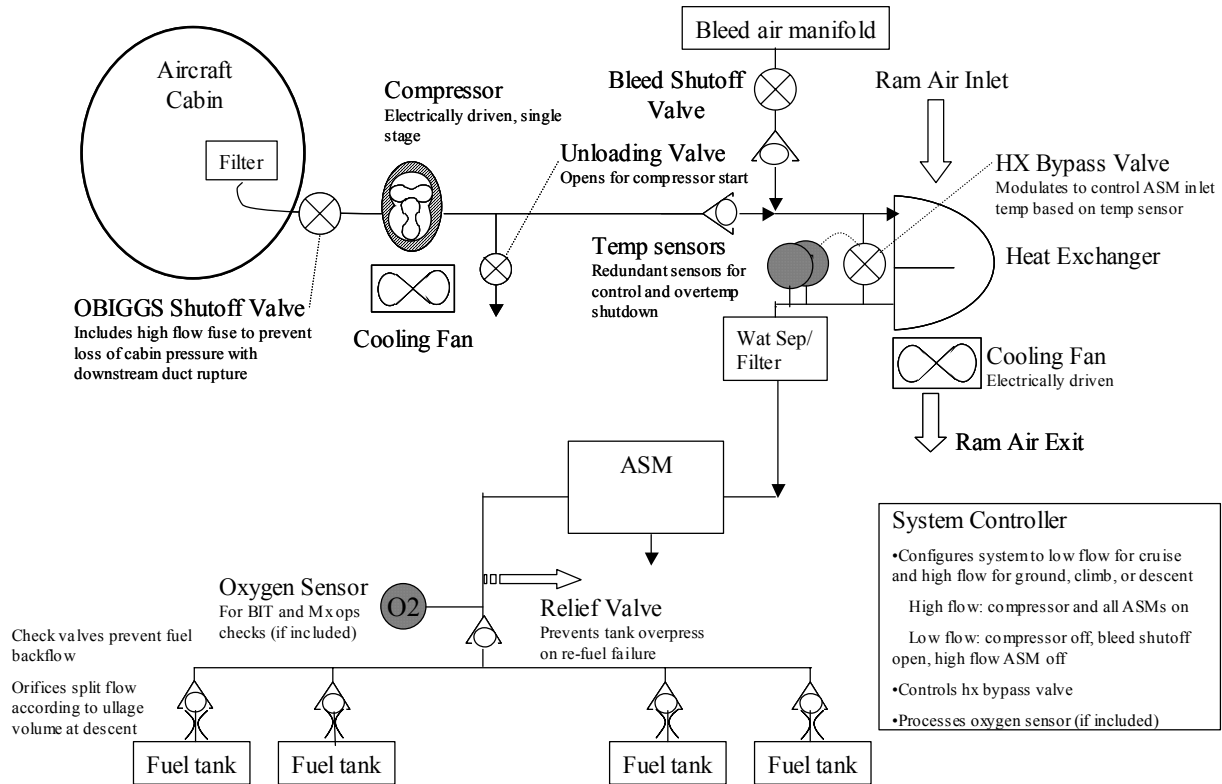 Bleed air manifold
Aircraft
Cabin
Filter
Compressor
Electrically driven, single
stage
Bleed Shutoff
Valve
Ram Air Inlet
Unloading Valve
Opens for compressor start
HX Bypass Valve
Modulates to control ASM inlet
temp based on temp sensor
Temp sensors
Redundant sensors for
control and overtemp
shutdown
Heat Exchanger
OBIGGS Shutoff Valve
Includes high flow fuse to prevent
loss of cabin pressure with
downstream duct rupture
Cooling Fan
Wat Sep/
Filter
Cooling Fan
Electrically driven
Ram Air Exit
ASM
System Controller
•Configures system to low flow for cruise
and high flow for ground, climb, or descent
High flow: compressor and all ASMs on
Low flow: compressor off, bleed shutoff
open, high flow ASM off
•Controls hx bypass valve
•Processes oxygen sensor (if included)
Oxygen Sensor
For BIT and Mx ops
checks (if included)
O2
Relief Valve
Prevents tank overpress
on re-fuel failure
Check valves prevent fuel
backflow
Orifices split flow
according to ullage
volume at descent
Fuel tank
Fuel tank
Fuel tank
Fuel tank